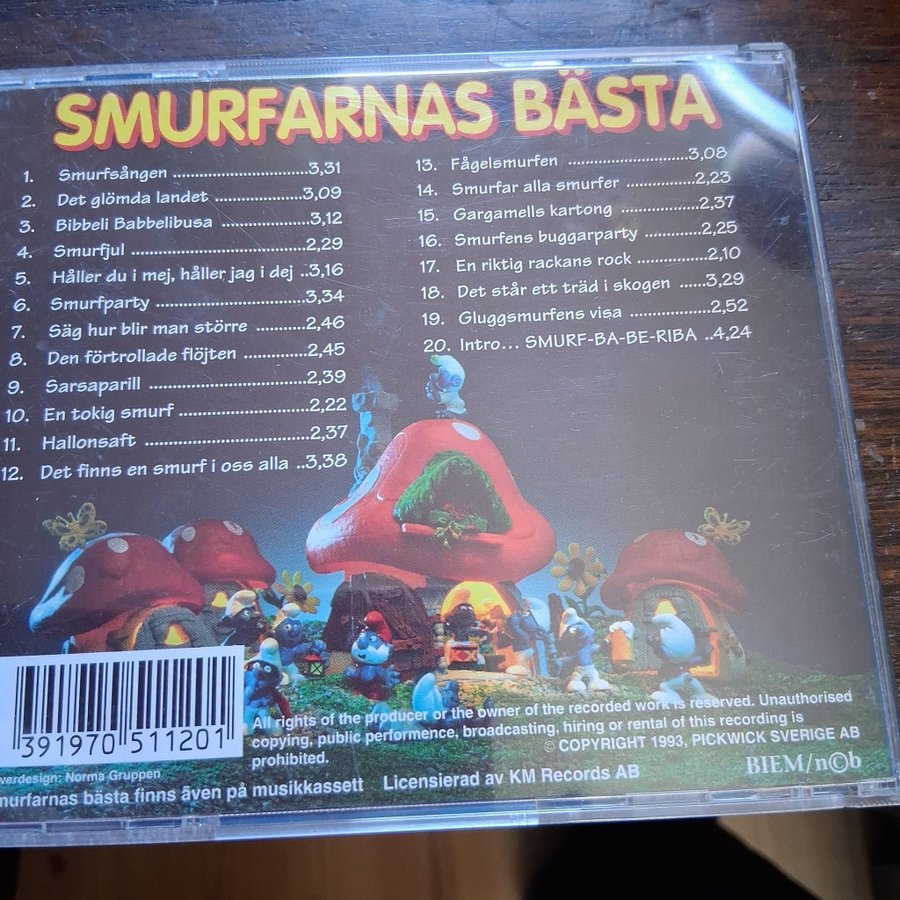 SMURFARNAS BÄSTA
1. Smurfsången ....................................3,31
2. Det glömda landet .......................3,09
3. Bibbeli Babbelibusa .......................3,12
4. Smurfjul ..........................................2,29
5. Håller du i mej, håller jag i dej ..3,16
6. Smurfparty .....................................3,34
7. Säg hur blir man större ..............2,46
8. Den förtrollade flöjten ................2,45
9. Sarsaparill ......................................2,39
10. En tokig smurf ..............................2,22
11. Hallonsaft ......................................2,37
12. Det finns en smurf i oss alla ..3,38
13. Fågelsmurfen ..............................3,08
14. Smurfar alla smurfer ................2,23
15. Gargamells kartong ..................2,37
16. Smurfens buggarparty .............2,25
17. En riktig rackans rock ...............2,10
18. Det står ett träd i skogen ......3,29
19. Gluggsmurfens visa ..................2,52
20. Intro... SMURF-BA-BE-RIBA ..4,24
391970 511201
All rights of the producer or the owner of the recorded work is reserved. Unauthorised
copying, public performence, broadcasting, hiring or rental of this recording is
prohibited.
© COPYRIGHT 1993, PICKWICK SVERIGE AB
verdesign: Norma Gruppen
murfarnas bästa finns även på musikkassett Licensierad av KM Records AB
BIEM/n©b